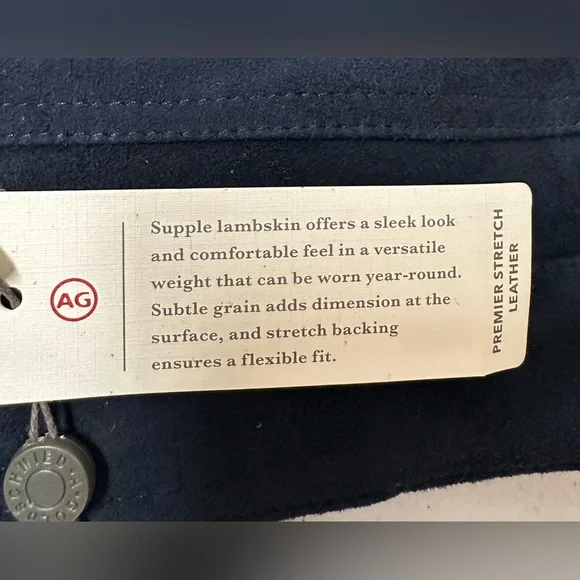 Supple lambskin offers a sleek look
and comfortable feel in a versatile
weight that can be worn year-round.
Subtle grain adds dimension at the
surface, and stretch backing
ensures a flexible fit.
AG
PREMIER STRETCH
LEATHER